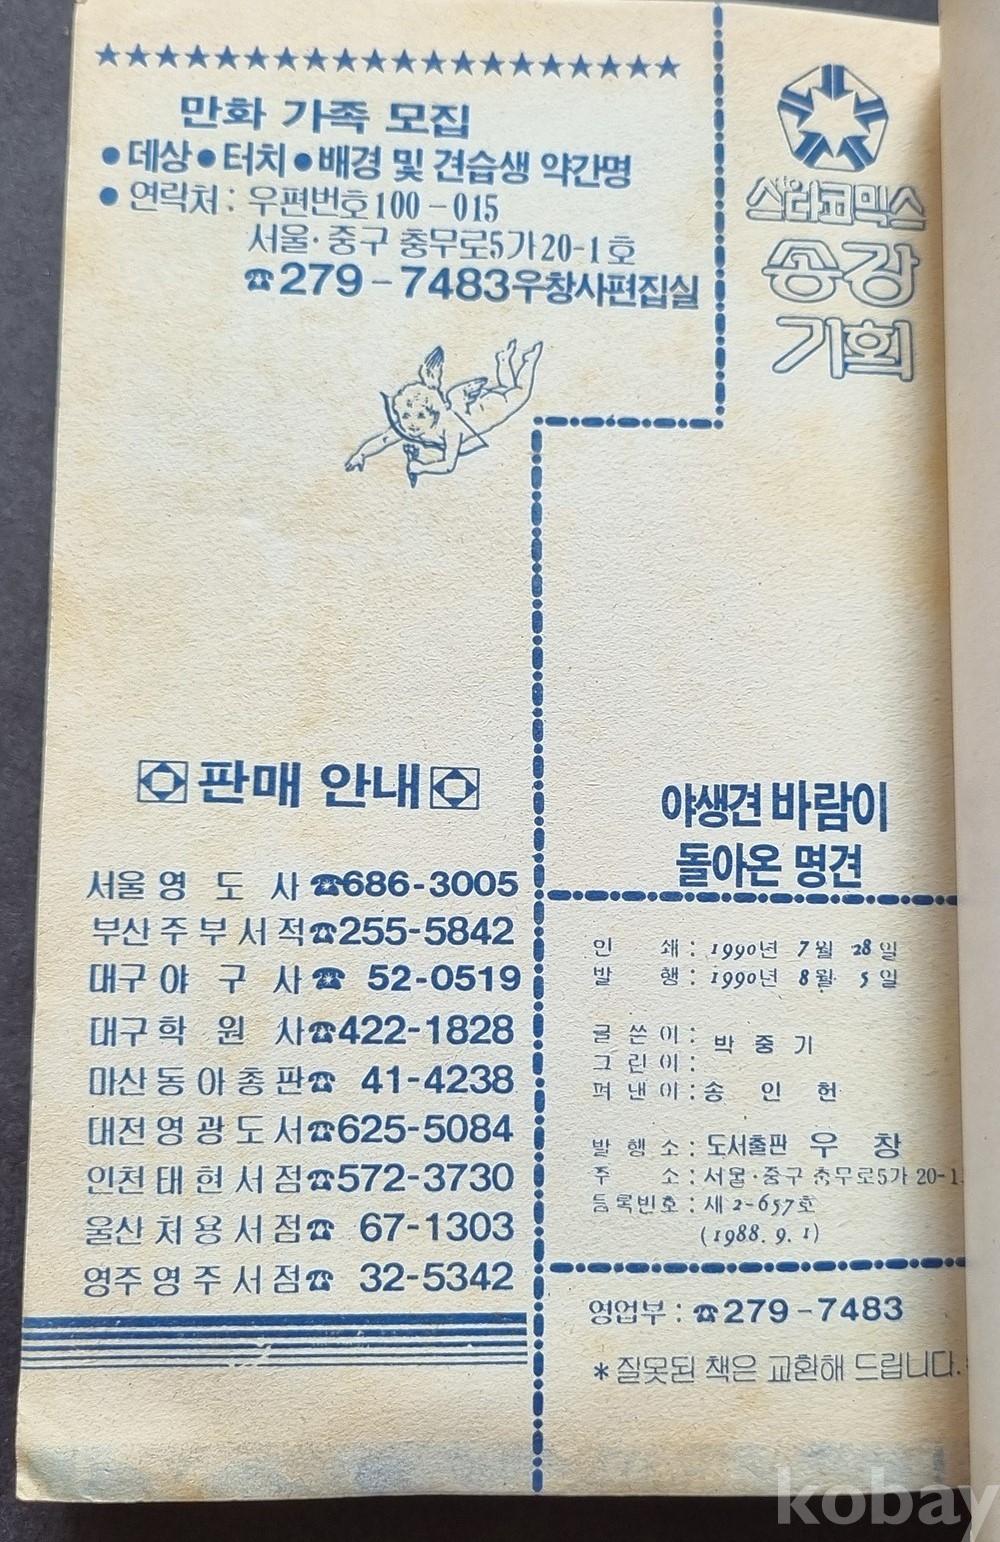 만화 가족 모집
●데상●터치●배경 및 견습생 약간명
● 연락처 : 우편번호100-015
서울·중구 충무로5가20-1호
☎279-7483우창사편집실
스타코믹스
송강
기획
판매 안내
서울 영 도 사 ☎686-3005
부산 주 부 서 적 ☎255-5842
대구 야 구 사 ☎ 52-0519
대구 학 원 사 ☎422-1828
마산 동 아 총 판 ☎ 41-4238
대전 영 광 도 서 ☎625-5084
인천 태 현 서 점 ☎572-3730
울산 처 용 서 점 ☎ 67-1303
영주 영 주 서 점 ☎ 32-5342
야생견 바람이
돌아온 명견
인 쇄 : 1990년 7월 28일
발 행 : 1990년 8월 5일
글 쓴 이 : 박 중 기
그 린 이 :
펴 낸 이 : 송 인 헌
발 행 소 : 도서출판 우 창
주 소 : 서울·중구 충무로5가 20-1
등록번호 : 새 2-657호
(1988. 9. 1)
영업부 : ☎279-7483
*잘못된 책은 교환해 드립니다.
kobay